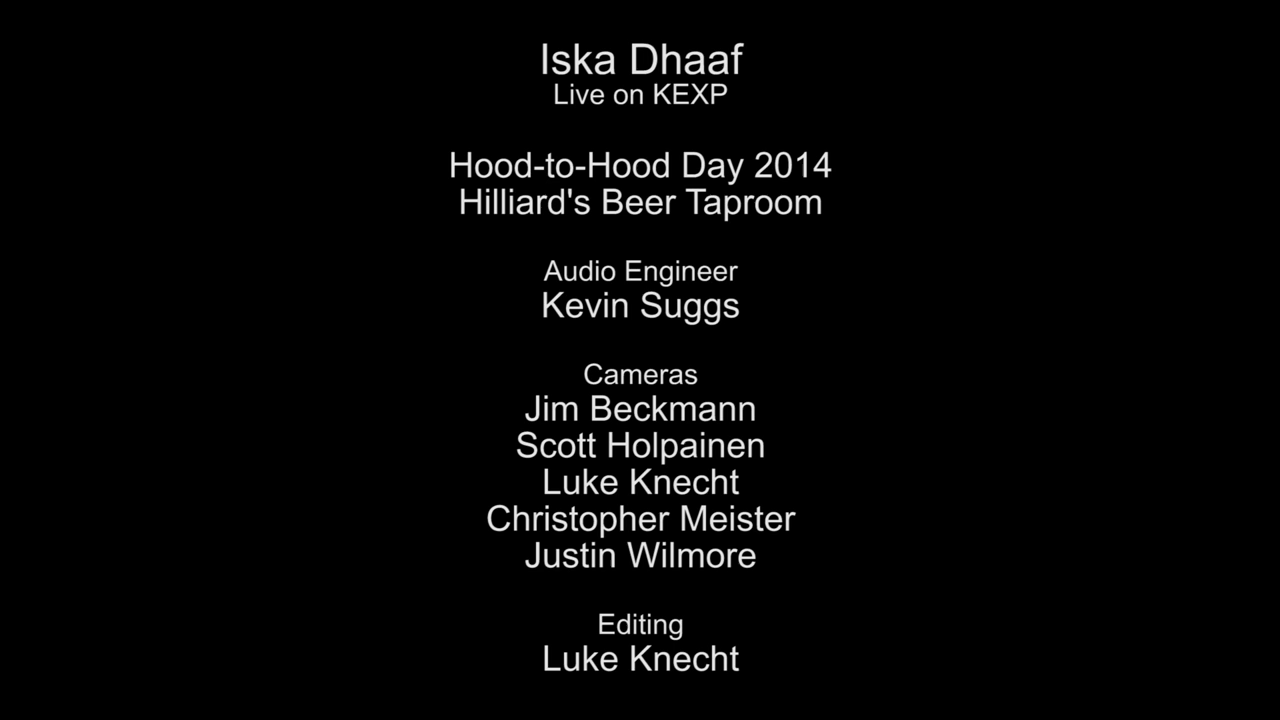 Iska Dhaaf
Live on KEXP
Hood-to-Hood Day 2014
Hilliard's Beer Taproom
Audio Engineer
Kevin Suggs
Cameras
Jim Beckmann
Scott Holpainen
Luke Knecht
Christopher Meister
Justin Wilmore
Editing
Luke Knecht